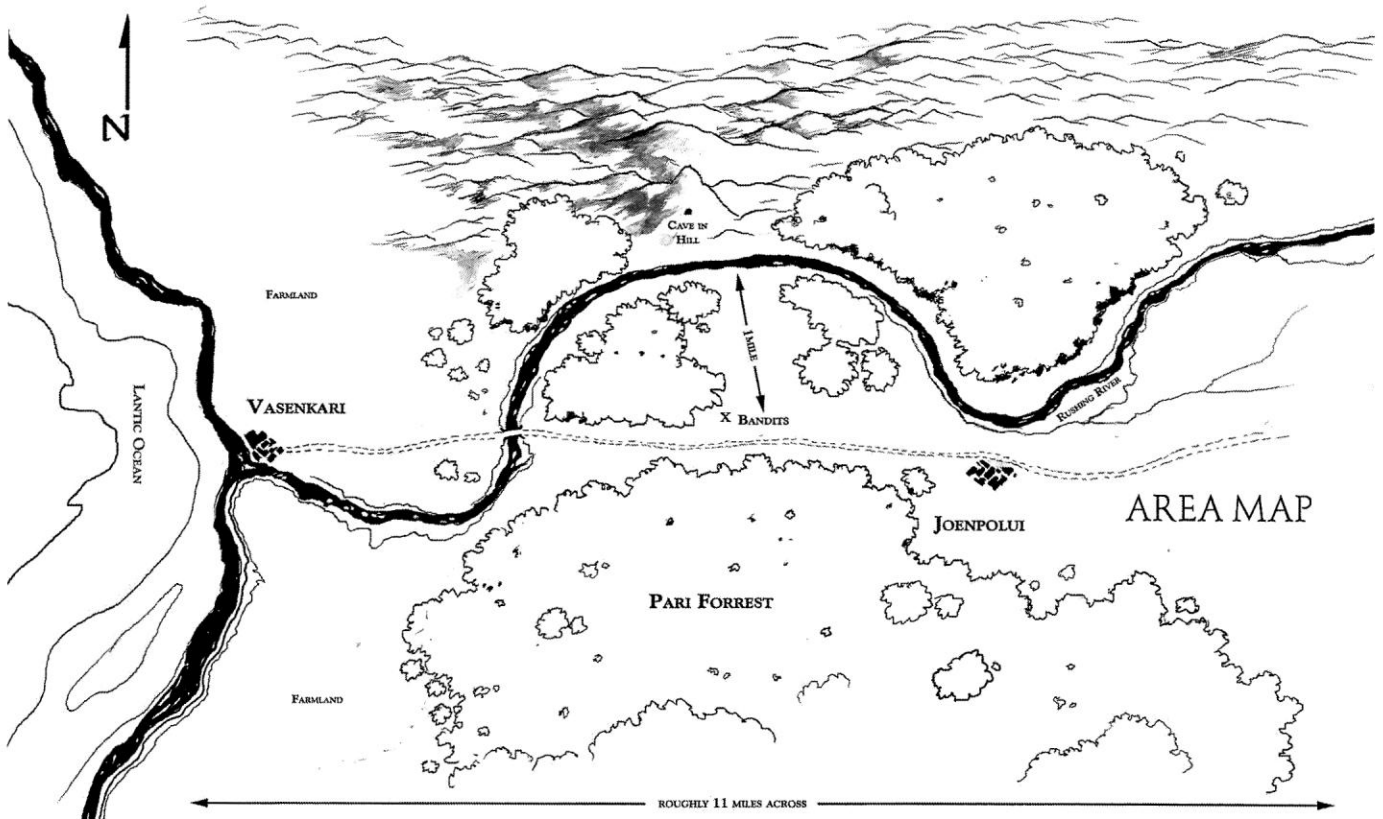 N
CAVE IN
HILL
FARMLAND
1 MILE
LANTIC OCEAN
VASENKARI
RUSHING RIVER
X BANDITS
AREA MAP
JOENPOLUI
PARI FORREST
FARMLAND
ROUGHLY 11 MILES ACROSS